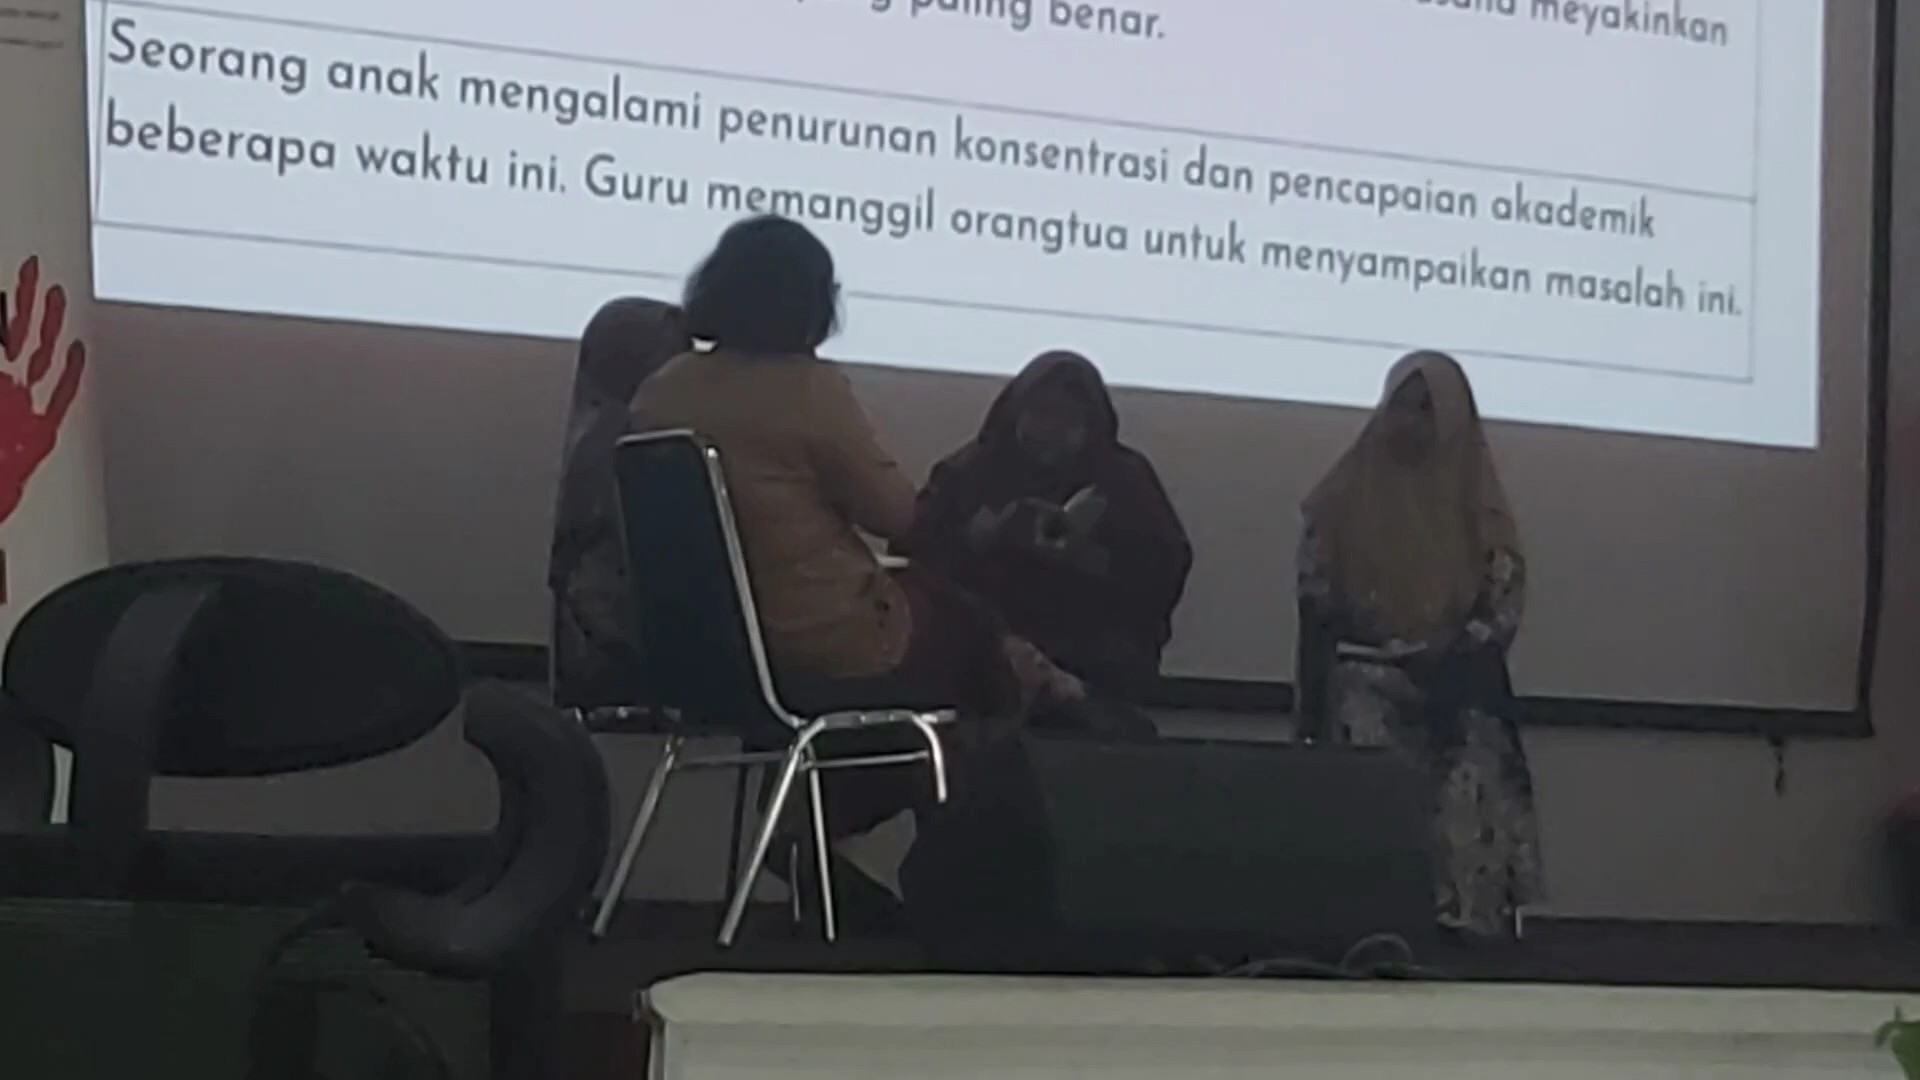 paling benar. meyakinkan
Seorang anak mengalami penurunan konsentrasi dan pencapaian akademik
beberapa waktu ini. Guru memanggil orangtua untuk menyampaikan masalah ini.